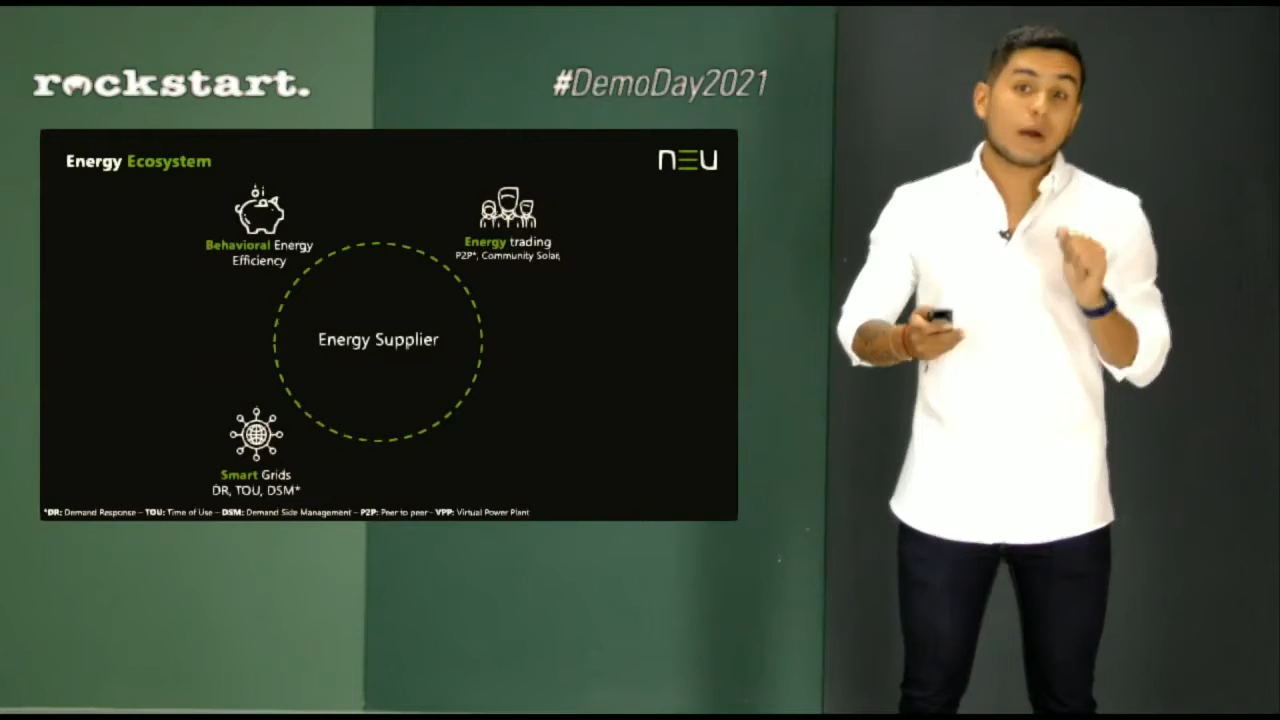 rockstart.
#DemoDay2021
Energy Ecosystem
nEu
Behavioral Energy
Efficiency
Energy trading
P2P*, Community Solar,
Energy Supplier
Smart Grids
DR, TOU, DSM*
*DR: Demand Response – TOU: Time of Use – DSM: Demand Side Management – P2P: Peer to peer – VPP: Virtual Power Plant